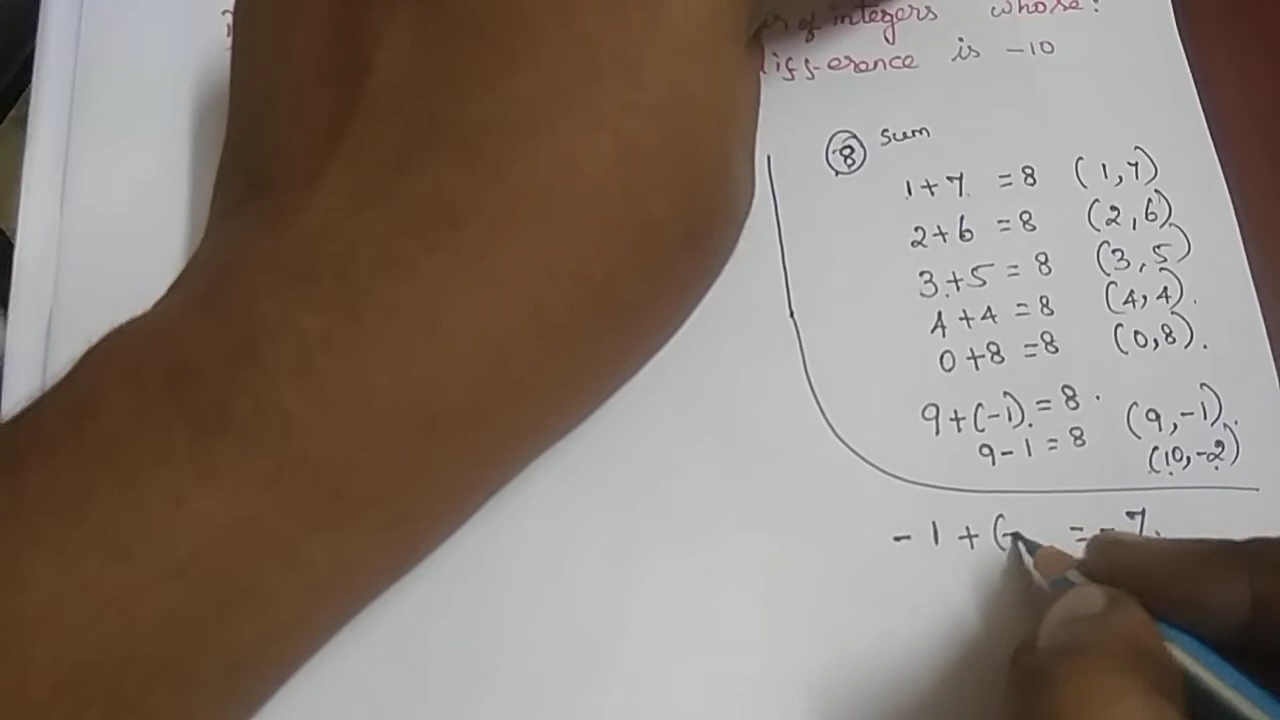 of integers whose:
difference is -10
8 sum
1+7 = 8 (1,7)
2+6 = 8 (2,6)
3+5 = 8 (3,5)
4+4 = 8 (4,4).
0+8 = 8 (0,8).
9+(-1) = 8. (9,-1).
9-1 = 8 (10,-2)
-1 + (- = -7.